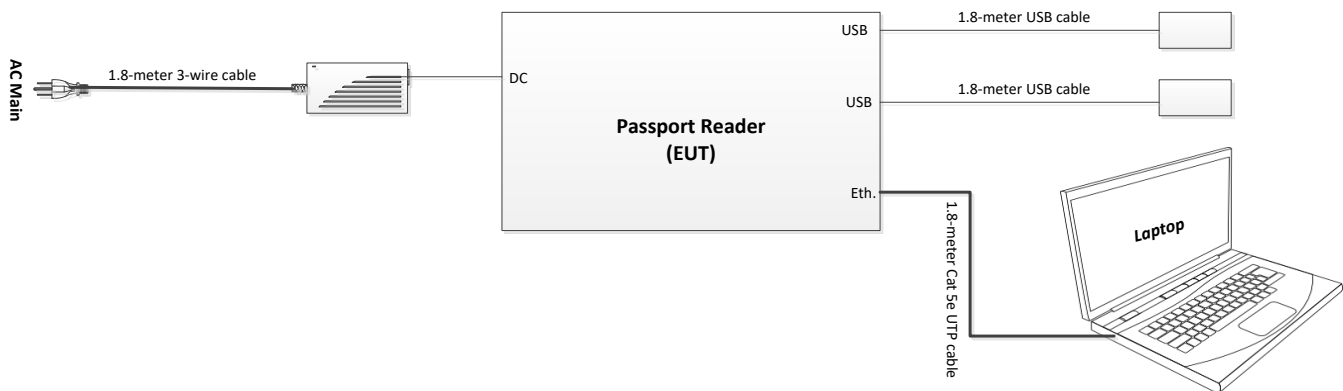 AC Main
1.8-meter 3-wire cable
DC
Passport Reader
(EUT)
USB
1.8-meter USB cable
USB
1.8-meter USB cable
Eth.
1.8-meter Cat 5e UTP cable
Laptop